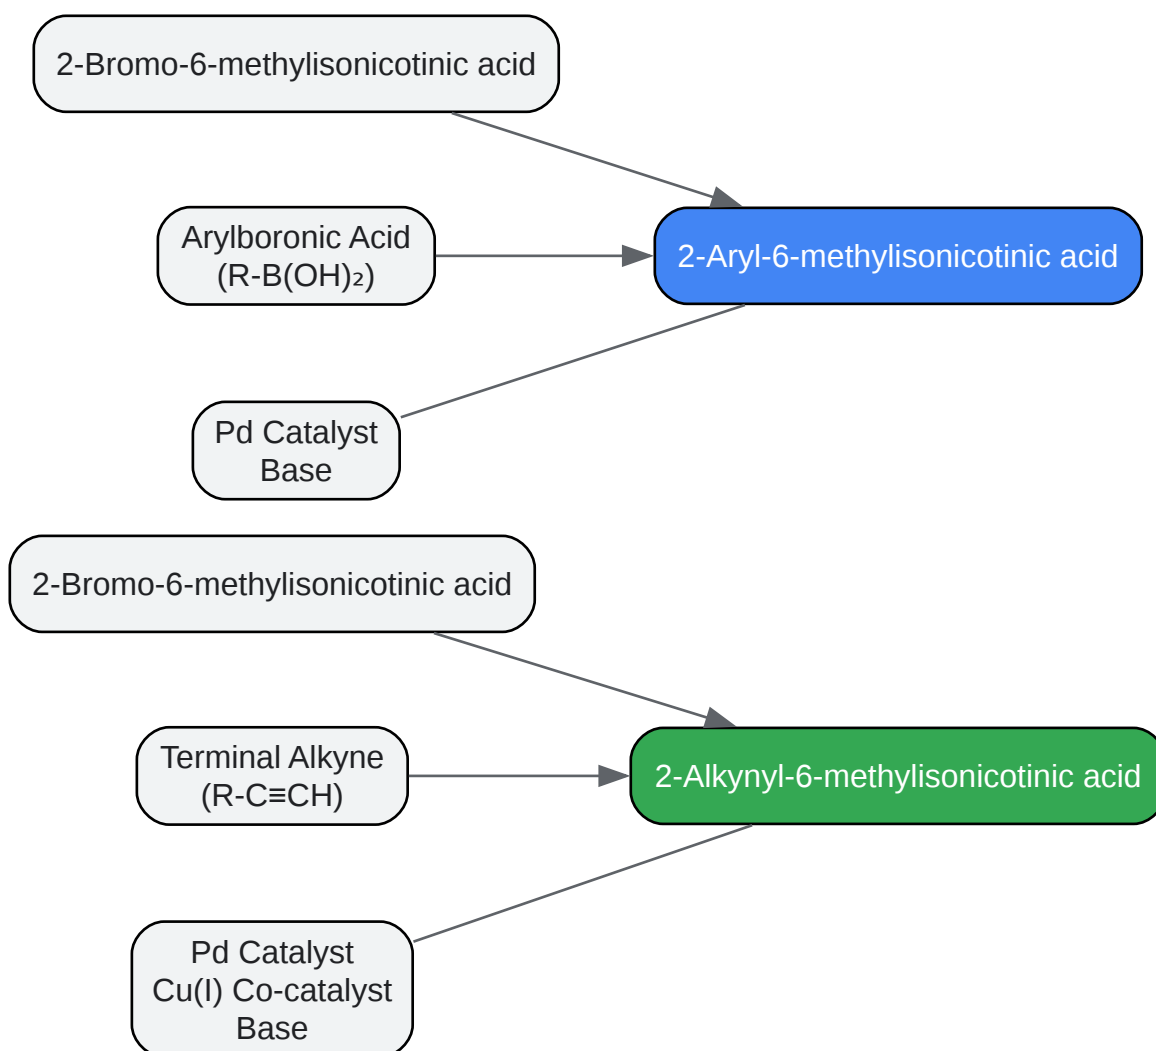 2-Bromo-6-methylisonicotinic acid
Arylboronic Acid
(R-B(OH)₂)
2-Aryl-6-methylisonicotinic acid
Pd Catalyst
Base
2-Bromo-6-methylisonicotinic acid
Terminal Alkyne
(R-C≡CH)
2-Alkynyl-6-methylisonicotinic acid
Pd Catalyst
Cu(I) Co-catalyst
Base